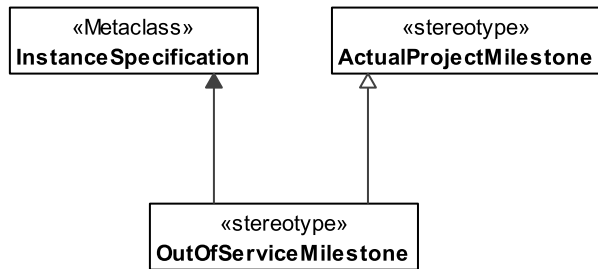 «Metaclass»
InstanceSpecification
«stereotype»
ActualProjectMilestone
«stereotype»
OutOfServiceMilestone